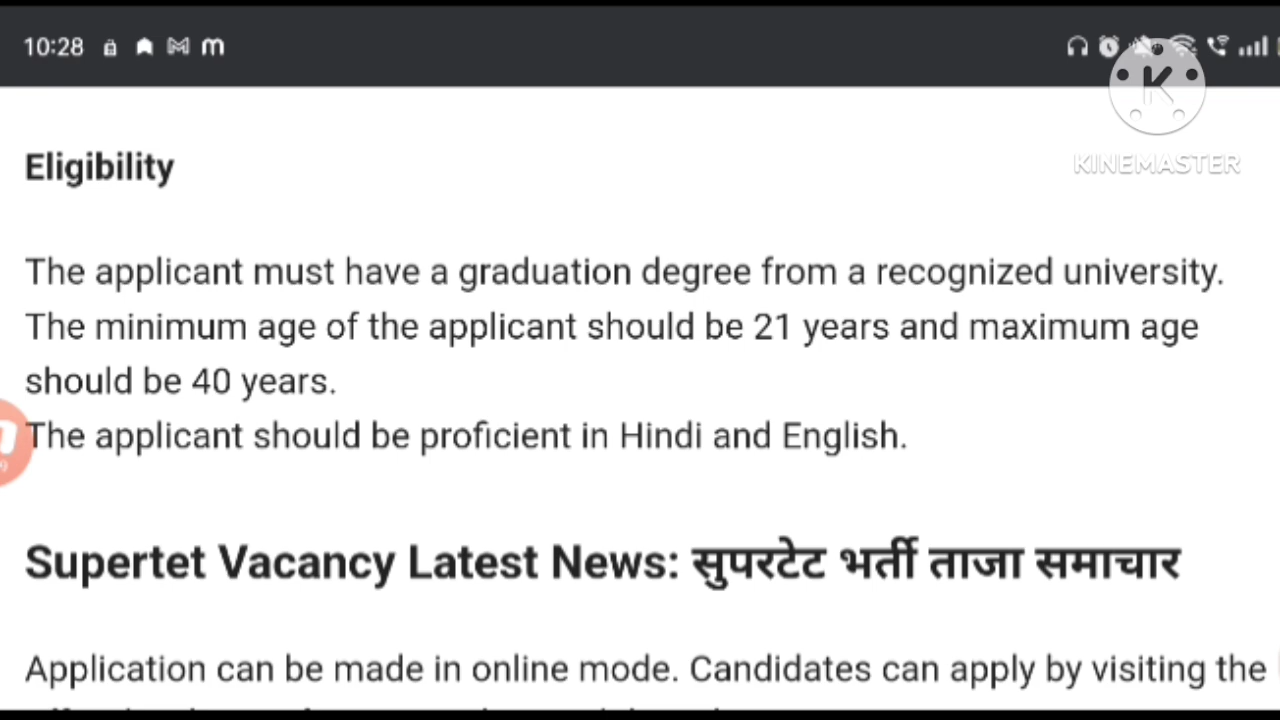 10:28
K
KINEMASTER
Eligibility
The applicant must have a graduation degree from a recognized university.
The minimum age of the applicant should be 21 years and maximum age
should be 40 years.
The applicant should be proficient in Hindi and English.
Supertet Vacancy Latest News: सुपरटेट भर्ती ताजा समाचार
Application can be made in online mode. Candidates can apply by visiting the